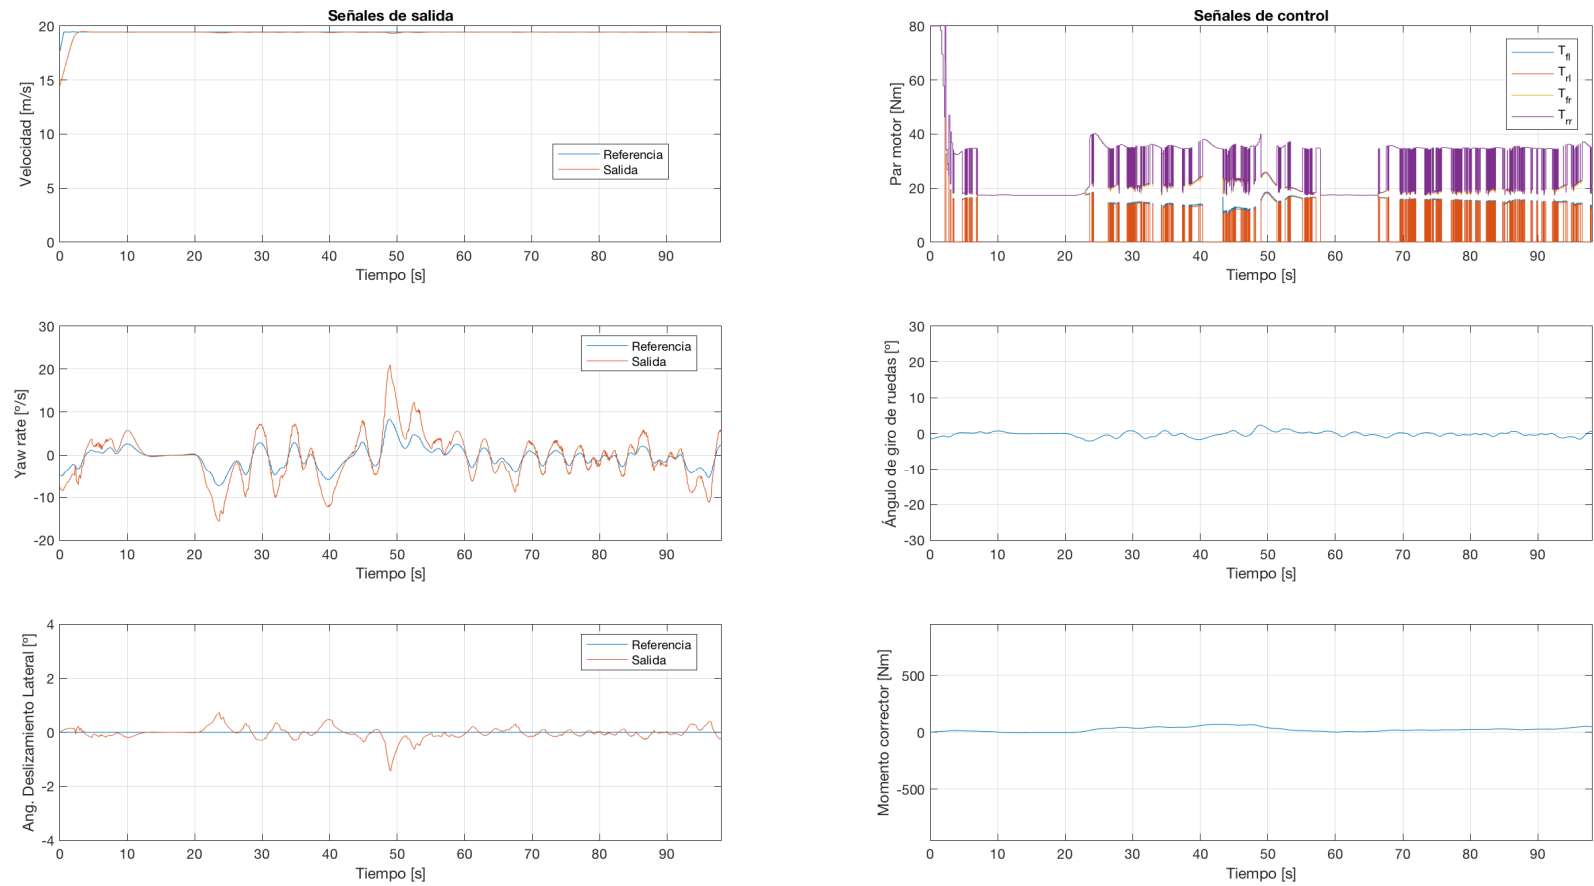 Señales de salida
20
15
10
5
0
Velocidad [m/s]
Referencia
Salida
0 10 20 30 40 50 60 70 80 90
Tiempo [s]
Señales de control
80
60
40
20
0
Par motor [Nm]
T_fl
T_rl
T_fr
T_rr
0 10 20 30 40 50 60 70 80 90
Tiempo [s]
30
20
10
0
-10
-20
Yaw rate [º/s]
Referencia
Salida
0 10 20 30 40 50 60 70 80 90
Tiempo [s]
30
20
10
0
-10
-20
-30
Ángulo de giro de ruedas [º]
0 10 20 30 40 50 60 70 80 90
Tiempo [s]
4
2
0
-2
-4
Ang. Deslizamiento Lateral [º]
Referencia
Salida
0 10 20 30 40 50 60 70 80 90
Tiempo [s]
500
0
-500
Momento corrector [Nm]
0 10 20 30 40 50 60 70 80 90
Tiempo [s]